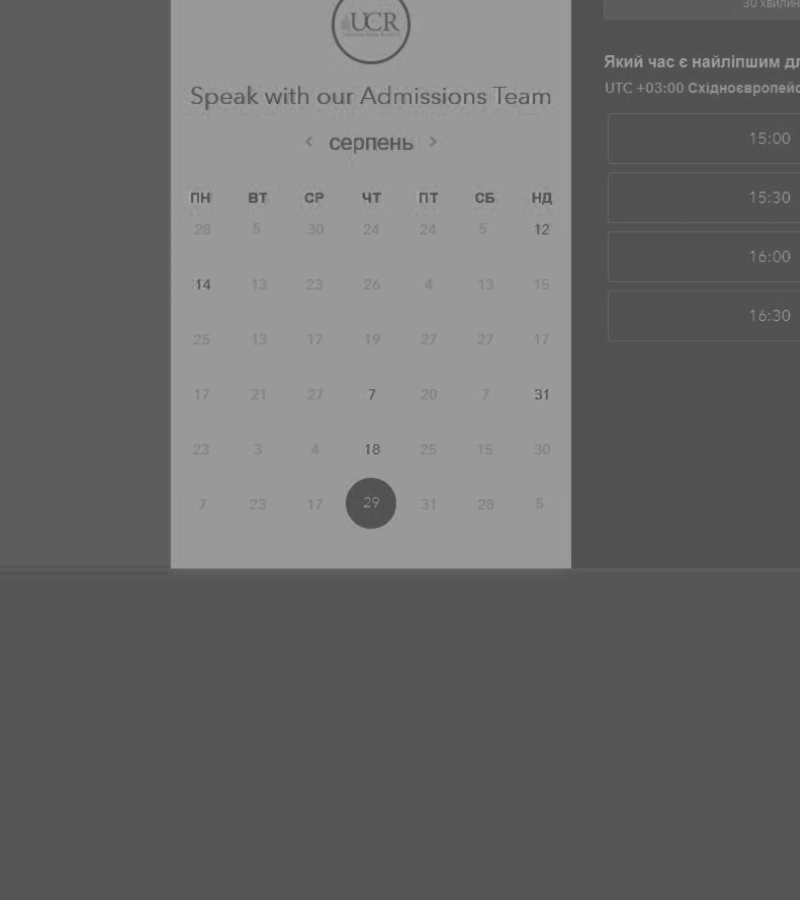 30 хвилин
UCR
Який час є найліпшим дл
UTC +03:00 Східноєвропейс
Speak with our Admissions Team
15:00
‹ серпень ›
ПН ВТ СР ЧТ ПТ СБ НД
15:30
28 5 30 24 24 5 12
16:00
14 13 23 26 4 13 15
16:30
25 13 17 19 27 27 17
17 21 27 7 20 7 31
23 3 4 18 25 15 30
7 23 17 29 31 28 5